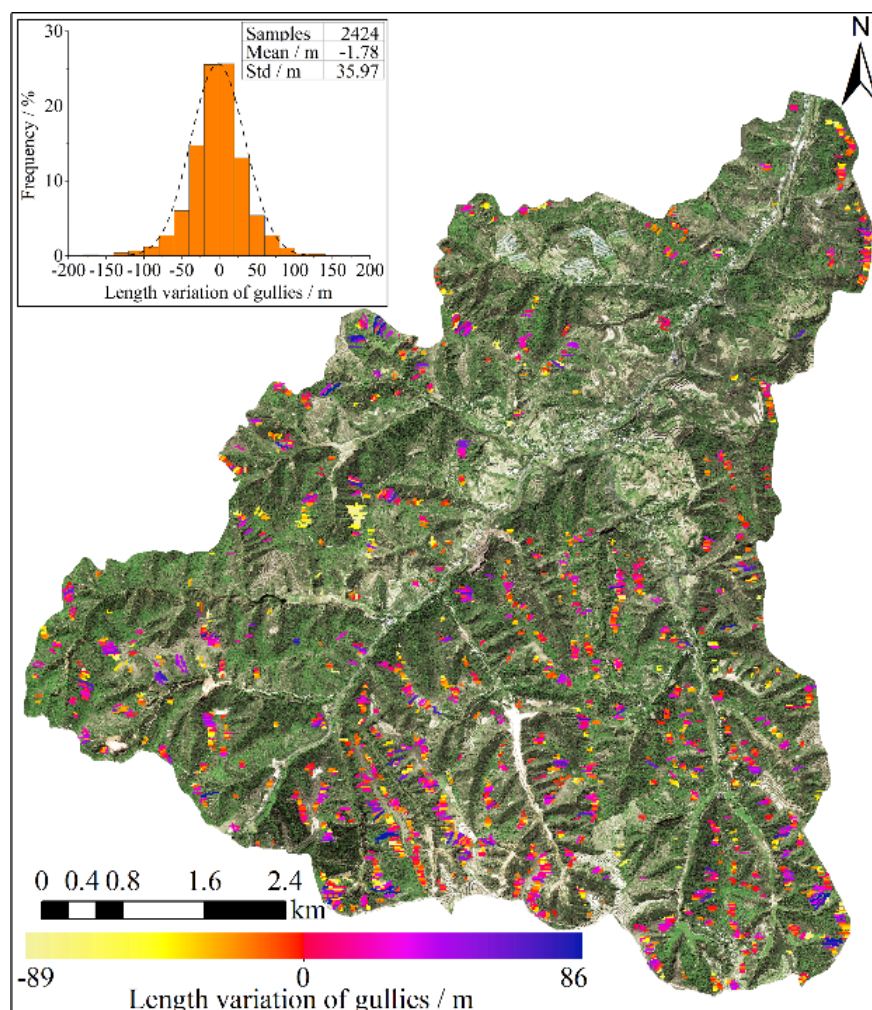 Samples 2424
Mean / m -1.78
Std / m 35.97
N
30
20
10
0
Frequency / %
-200 -150 -100 -50 0 50 100 150 200
Length variation of gullies / m
0 0.4 0.8 1.6 2.4
km
-89 0 86
Length variation of gullies / m